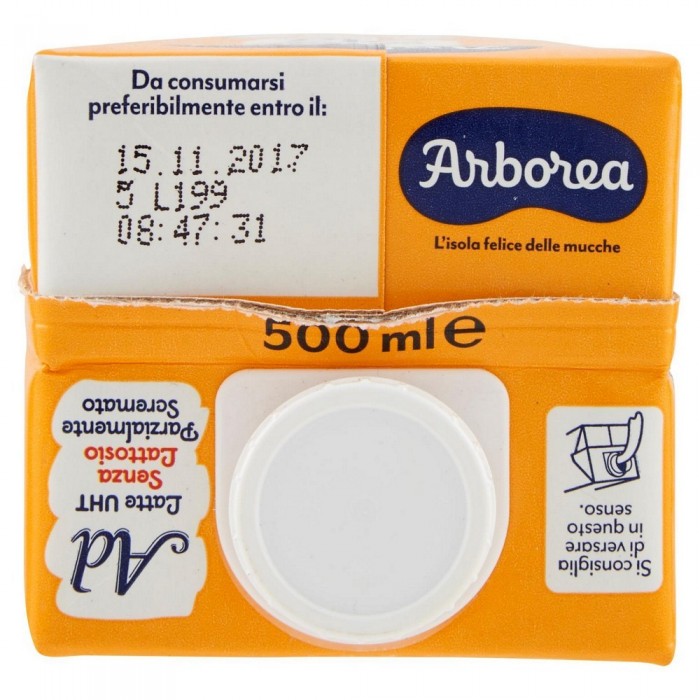 Da consumarsi
preferibilmente entro il:
15.11.2017
5 L199
08:47:31
Arborea
L'isola felice delle mucche
500 ml e
Ad
Latte UHT
Senza
Lattosio
Parzialmente
Scremato
Si consiglia
di versare
in questo
senso.